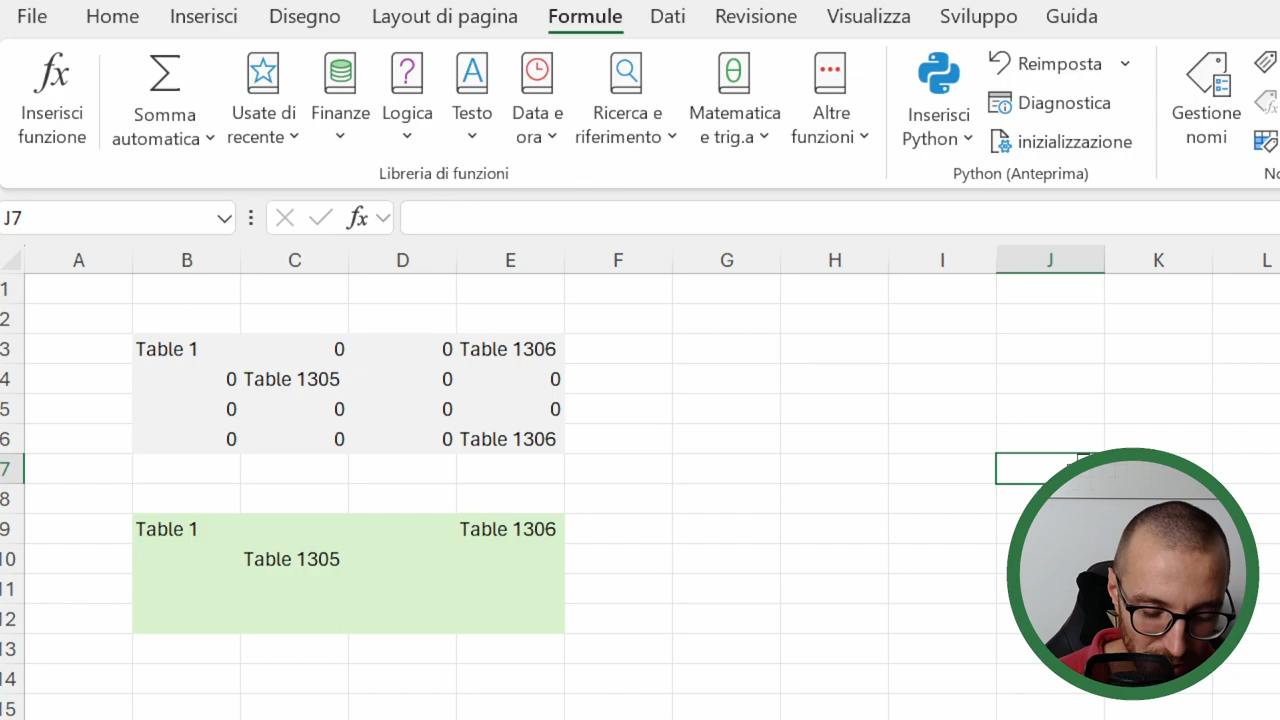 File Home Inserisci Disegno Layout di pagina Formule Dati Revisione Visualizza Sviluppo Guida
Inserisci funzione
Somma automatica
Usate di recente
Finanze
Logica
Testo
Data e ora
Ricerca e riferimento
Matematica e trig.a
Altre funzioni
Libreria di funzioni
Inserisci Python
Reimposta
Diagnostica
inizializzazione
Python (Anteprima)
Gestione nomi
J7
fx
A B C D E F G H I J K L
1
2
3 Table 1 0 0 Table 1306
4 0 Table 1305 0 0
5 0 0 0 0
6 0 0 0 Table 1306
7
8
9 Table 1 Table 1306
10 Table 1305
11
12
13
14
15